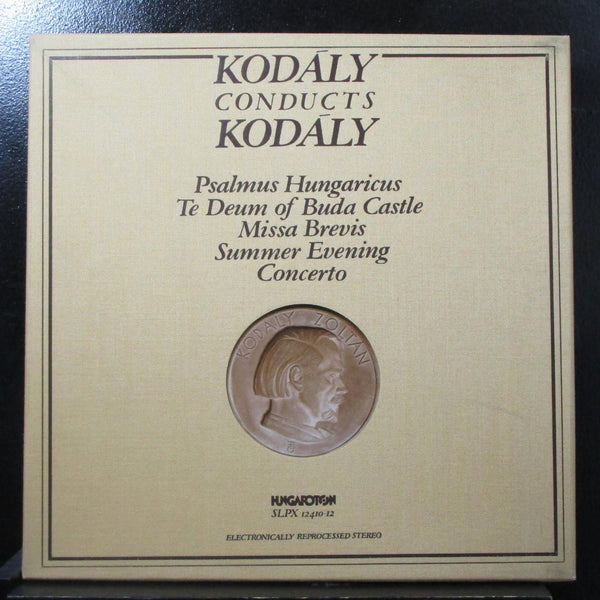 KODÁLY
CONDUCTS
KODÁLY
Psalmus Hungaricus
Te Deum of Buda Castle
Missa Brevis
Summer Evening
Concerto
KODÁLY ZOLTÁN
HUNGAROTON
SLPX 12410-12
ELECTRONICALLY REPROCESSED STEREO